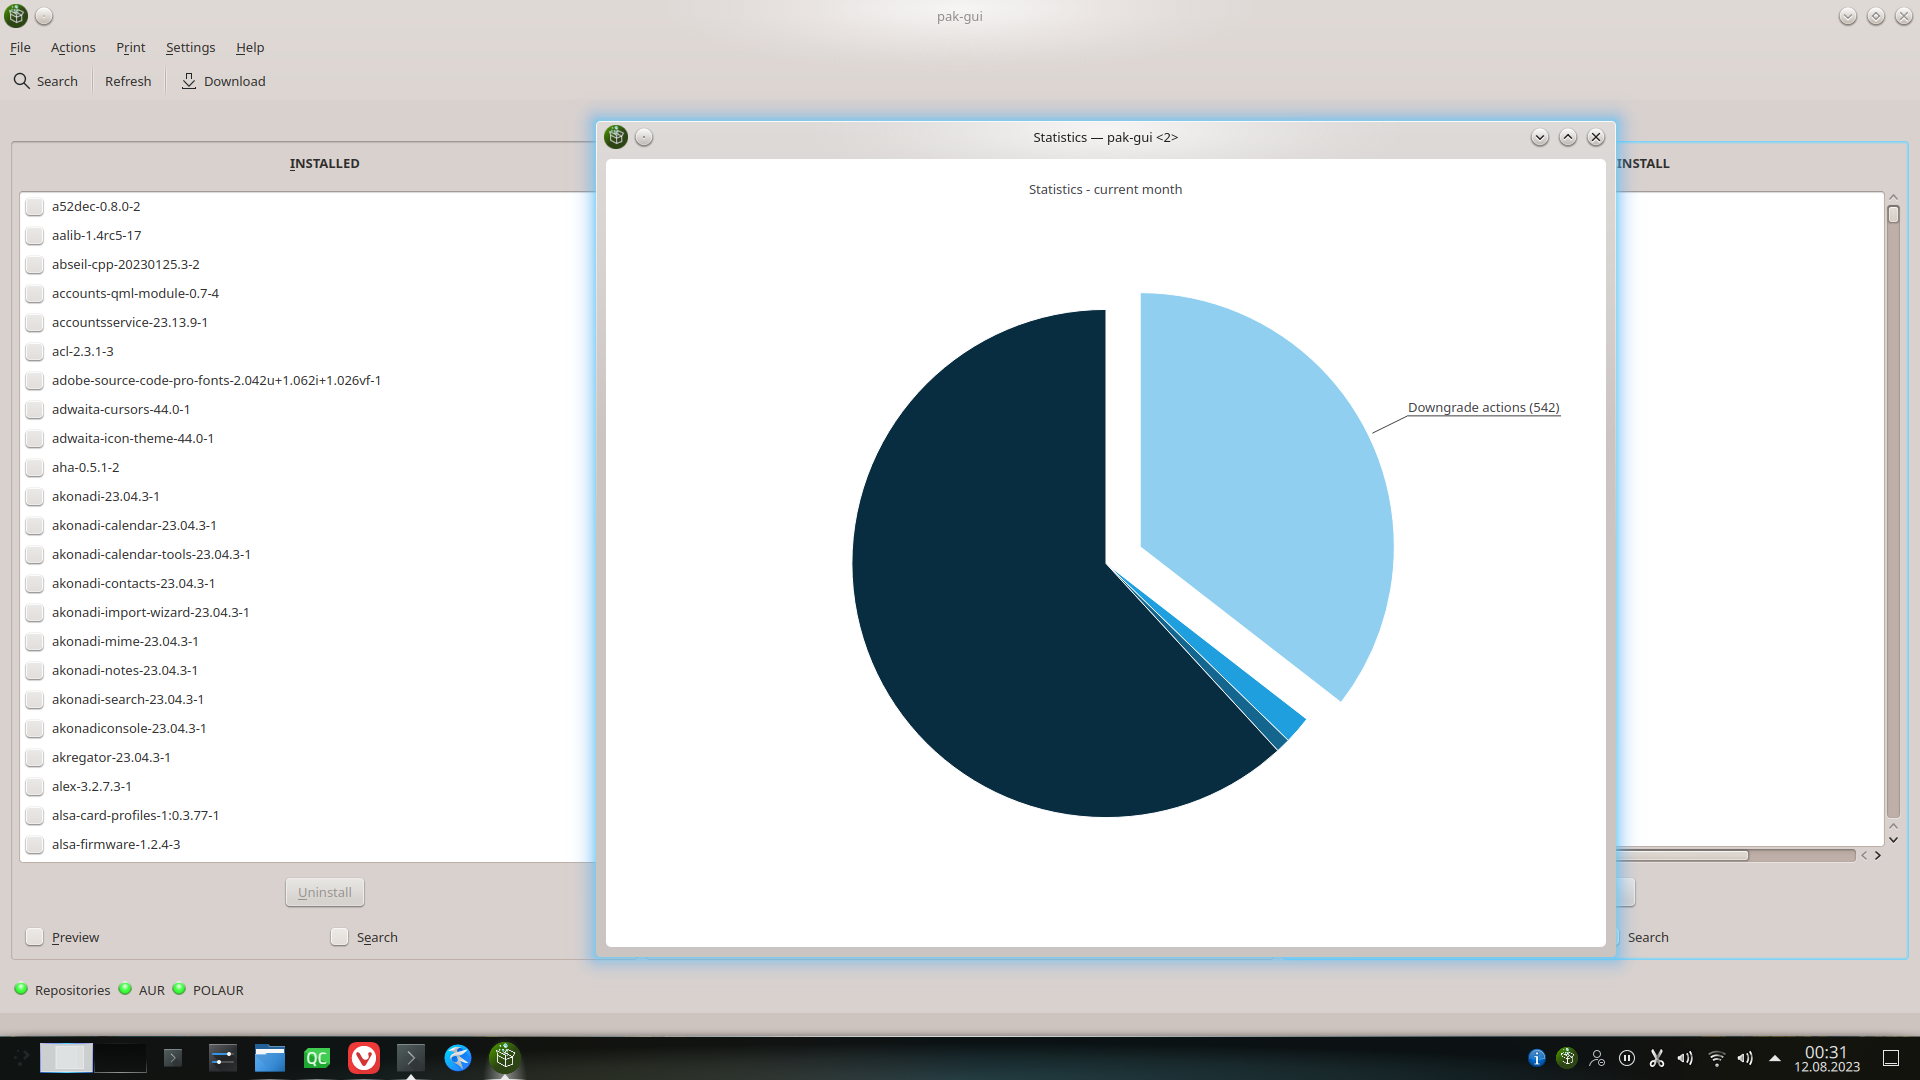 pak-gui
File Actions Print Settings Help
Search Refresh Download
Statistics — pak-gui <2>
INSTALLED
INSTALL
Statistics - current month
Downgrade actions (542)
a52dec-0.8.0-2
aalib-1.4rc5-17
abseil-cpp-20230125.3-2
accounts-qml-module-0.7-4
accountsservice-23.13.9-1
acl-2.3.1-3
adobe-source-code-pro-fonts-2.042u+1.062i+1.026vf-1
adwaita-cursors-44.0-1
adwaita-icon-theme-44.0-1
aha-0.5.1-2
akonadi-23.04.3-1
akonadi-calendar-23.04.3-1
akonadi-calendar-tools-23.04.3-1
akonadi-contacts-23.04.3-1
akonadi-import-wizard-23.04.3-1
akonadi-mime-23.04.3-1
akonadi-notes-23.04.3-1
akonadi-search-23.04.3-1
akonadiconsole-23.04.3-1
akregator-23.04.3-1
alex-3.2.7.3-1
alsa-card-profiles-1:0.3.77-1
alsa-firmware-1.2.4-3
Uninstall
Preview Search
Search
Repositories AUR POLAUR
QC
00:31
12.08.2023